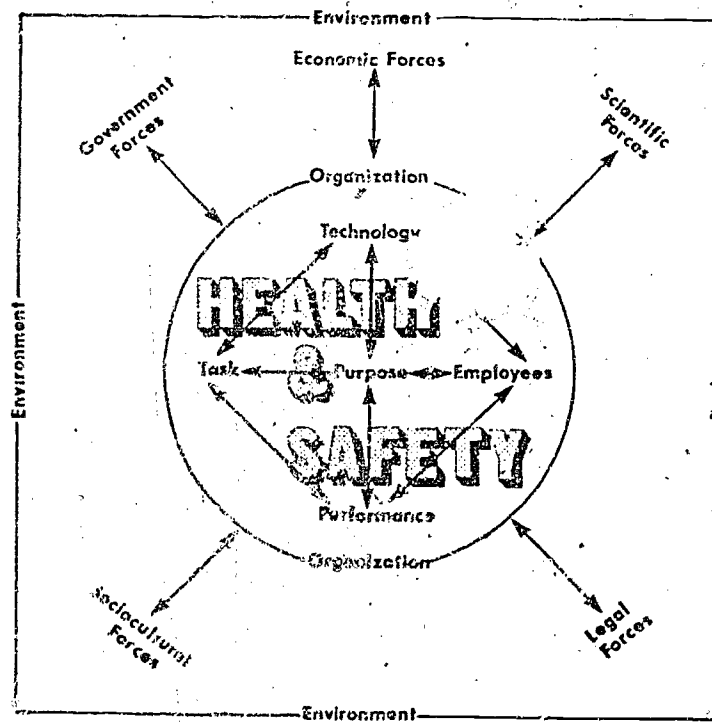 Environment
Economic Forces
Government
Forces
Scientific
Forces
Organization
Technology
HEALTH
Environment
Task
&
Purpose
Employees
SAFETY
Performance
Organization
Sociocultural
Forces
Legal
Forces
Environment